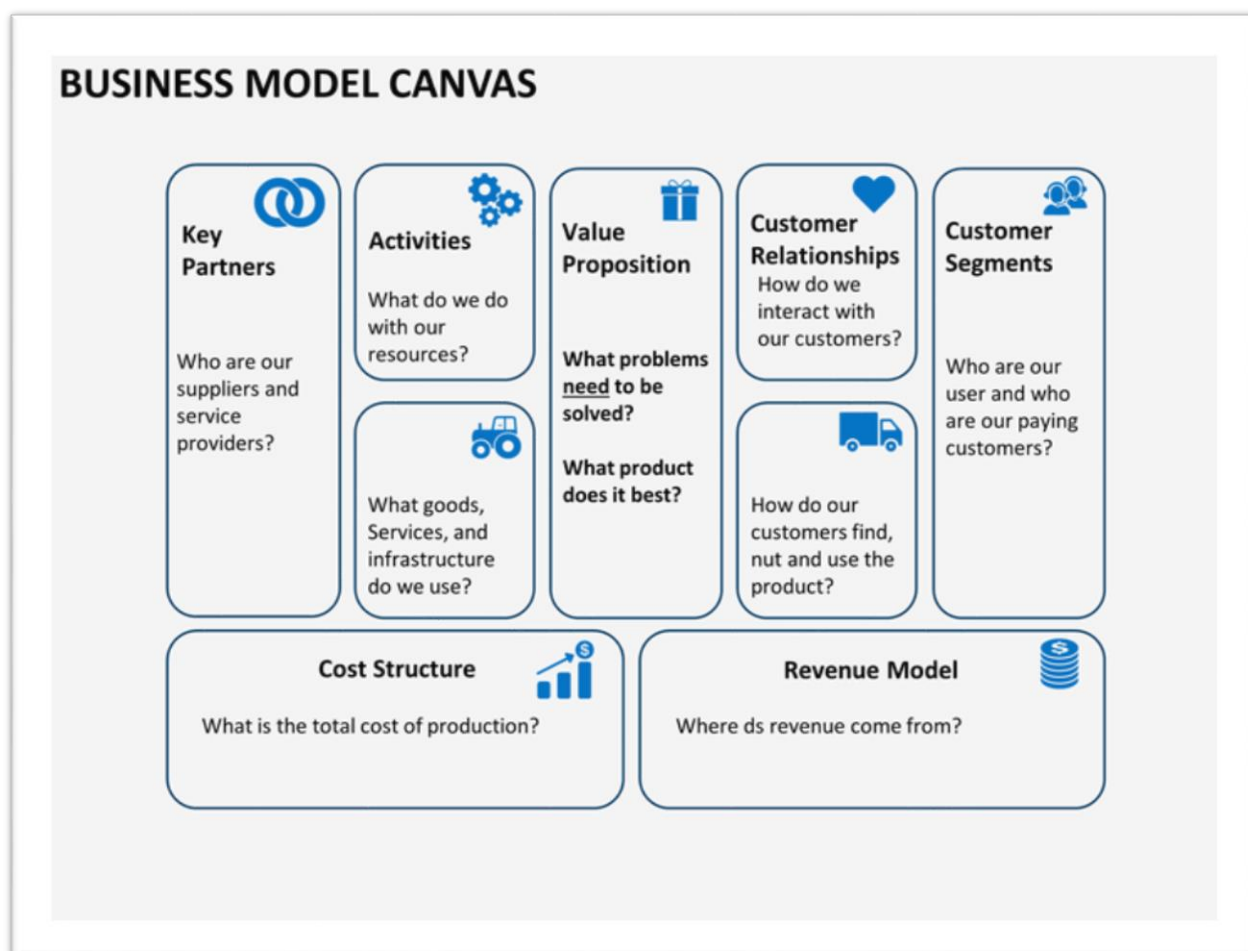 BUSINESS MODEL CANVAS
Key
Partners
Who are our
suppliers and
service
providers?
Activities
What do we do
with our
resources?
What goods,
Services, and
infrastructure
do we use?
Value
Proposition
What problems
need to be
solved?
What product
does it best?
Customer
Relationships
How do we
interact with
our customers?
How do our
customers find,
nut and use the
product?
Customer
Segments
Who are our
user and who
are our paying
customers?
Cost Structure
$
What is the total cost of production?
Revenue Model
$
Where ds revenue come from?